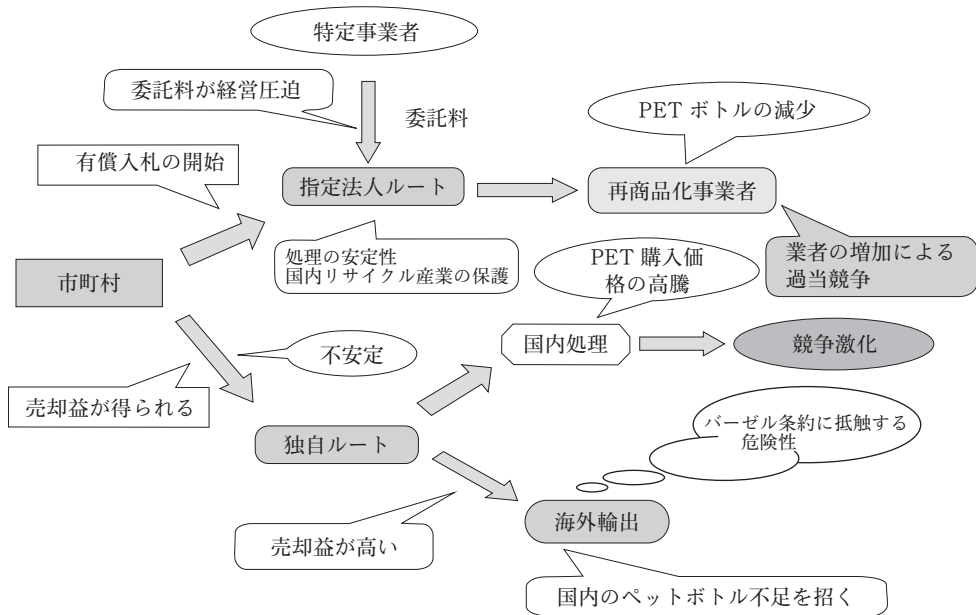 特定事業者
委託料が経営圧迫
委託料
PET ボトルの減少
有償入札の開始
指定法人ルート
再商品化事業者
処理の安定性
国内リサイクル産業の保護
PET 購入価
格の高騰
業者の増加による
過当競争
市町村
不安定
国内処理
競争激化
売却益が得られる
バーゼル条約に抵触する
危険性
独自ルート
海外輸出
売却益が高い
国内のペットボトル不足を招く